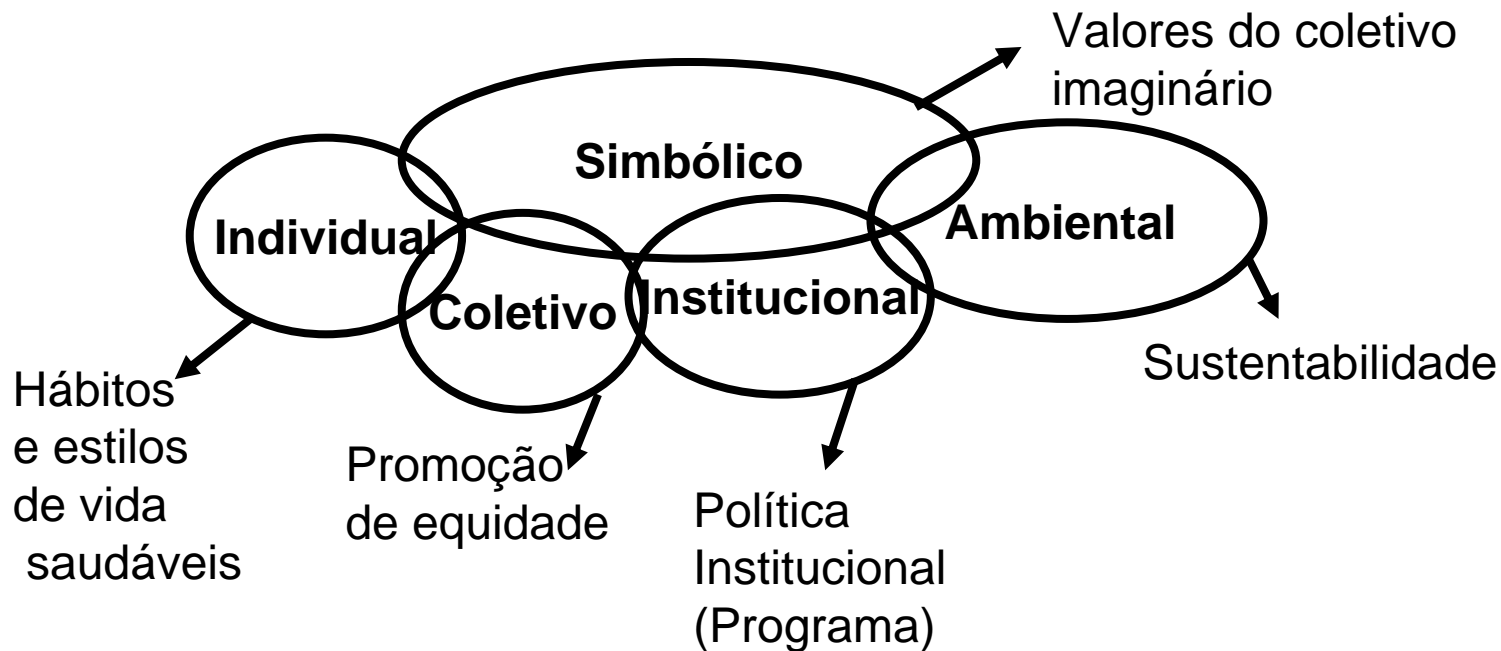 Valores do coletivo
imaginário
Simbólico
Individual
Ambiental
Coletivo
Institucional
Sustentabilidade
Hábitos
e estilos
de vida
saudáveis
Promoção
de equidade
Política
Institucional
(Programa)